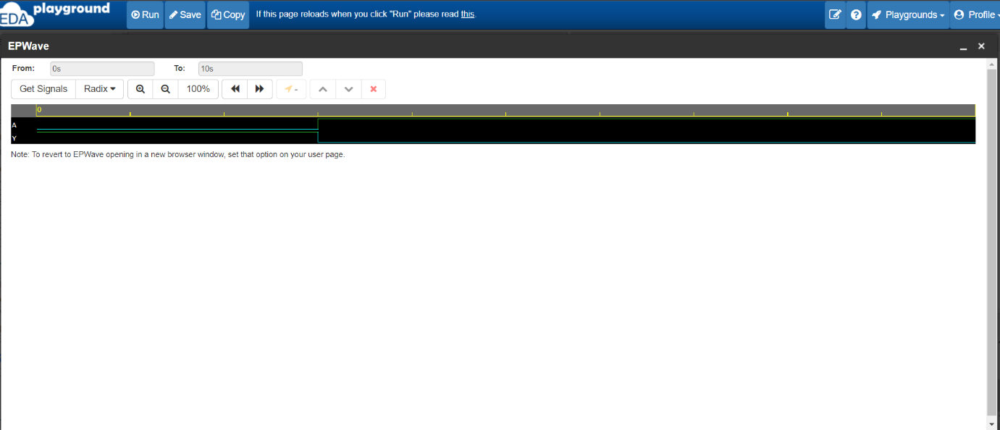 EDA playground
Run Save Copy If this page reloads when you click "Run" please read this. Playgrounds Profile
EPWave
From: 0s To: 10s
Get Signals Radix 100% -
0
A
Y
Note: To revert to EPWave opening in a new browser window, set that option on your user page.